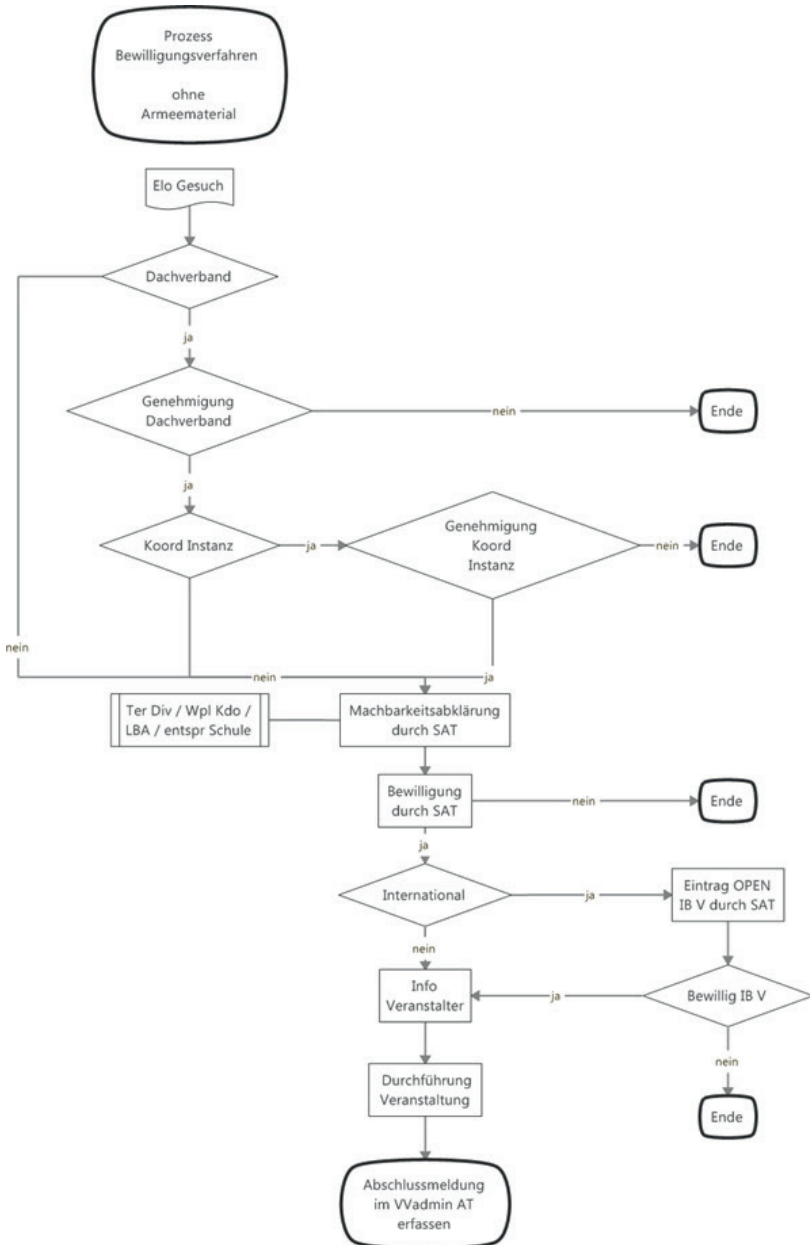 Prozess
Bewilligungsverfahren
ohne
Armeematerial
Elo Gesuch
Dachverband
ja
Genehmigung
Dachverband
nein
Ende
ja
Koord Instanz
ja
Genehmigung
Koord
Instanz
nein
Ende
nein
nein
ja
Ter Div / Wpl Kdo /
LBA / entspr Schule
Machbarkeitsabklärung
durch SAT
Bewilligung
durch SAT
nein
Ende
ja
International
ja
Eintrag OPEN
IB V durch SAT
nein
Info
Veranstalter
ja
Bewillig IB V
nein
Durchführung
Veranstaltung
Ende
Abschlussmeldung
im VVadmin AT
erfassen